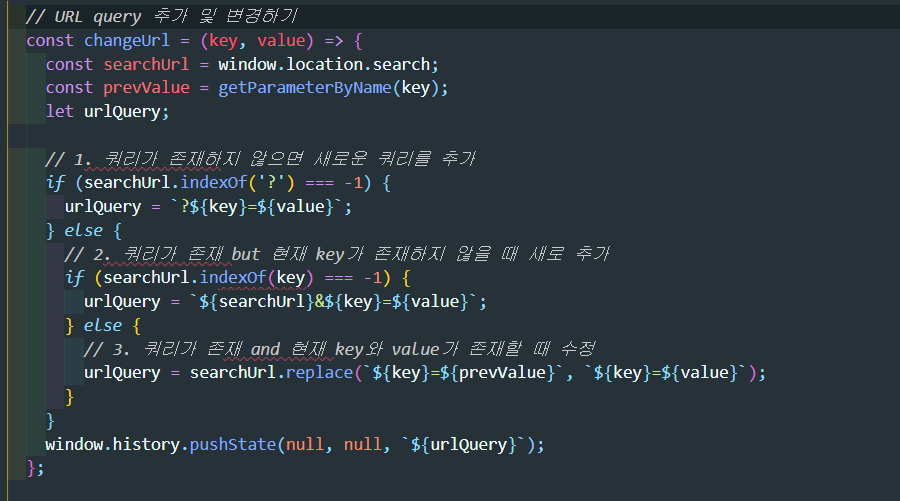 // URL query 추가 및 변경하기
const changeUrl = (key, value) => {
  const searchUrl = window.location.search;
  const prevValue = getParameterByName(key);
  let urlQuery;

  // 1. 쿼리가 존재하지 않으면 새로운 쿼리를 추가
  if (searchUrl.indexOf('?') === -1) {
    urlQuery = `?${key}=${value}`;
  } else {
    // 2. 쿼리가 존재 but 현재 key가 존재하지 않을 때 새로 추가
    if (searchUrl.indexOf(key) === -1) {
      urlQuery = `${searchUrl}&${key}=${value}`;
    } else {
      // 3. 쿼리가 존재 and 현재 key와 value가 존재할 때 수정
      urlQuery = searchUrl.replace(`${key}=${prevValue}`, `${key}=${value}`);
    }
  }
  window.history.pushState(null, null, `${urlQuery}`);
};